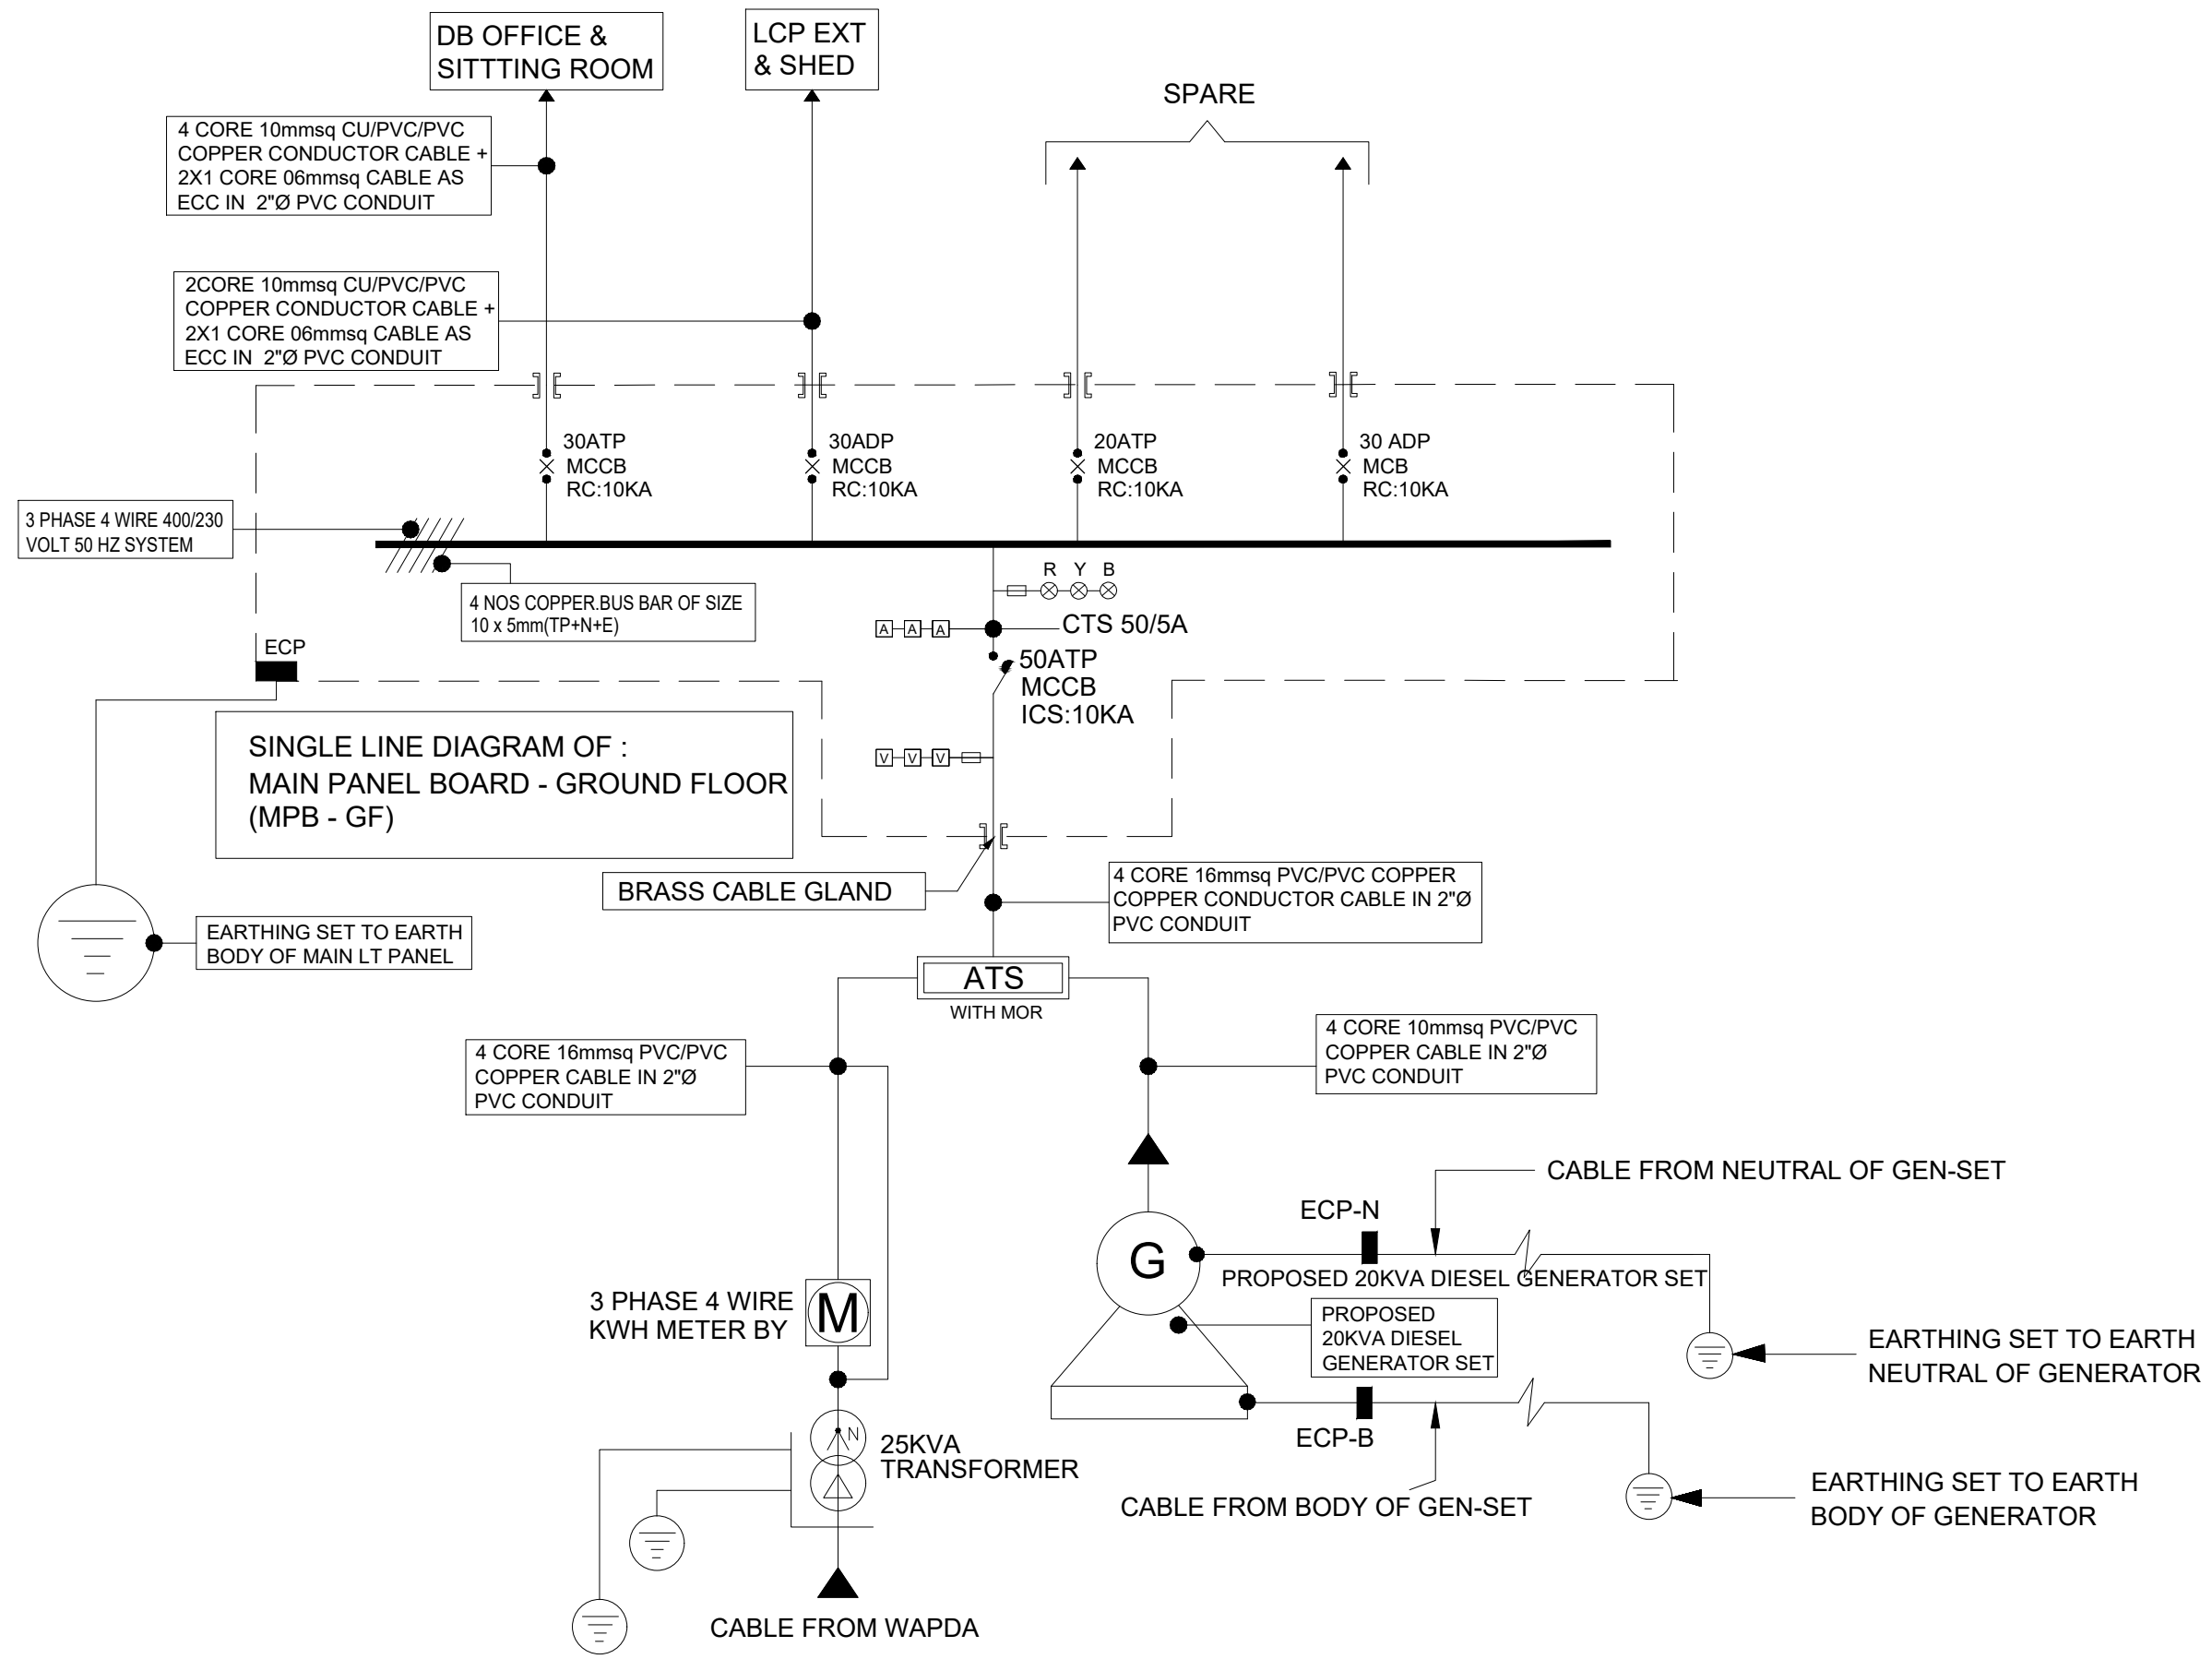 DB OFFICE &
SITTTING ROOM
LCP EXT
& SHED
SPARE
4 CORE 10mmsq CU/PVC/PVC
COPPER CONDUCTOR CABLE +
2X1 CORE 06mmsq CABLE AS
ECC IN 2"Ø PVC CONDUIT
2CORE 10mmsq CU/PVC/PVC
COPPER CONDUCTOR CABLE +
2X1 CORE 06mmsq CABLE AS
ECC IN 2"Ø PVC CONDUIT
30ATP
MCCB
RC:10KA
30ADP
MCCB
RC:10KA
20ATP
MCCB
RC:10KA
30 ADP
MCB
RC:10KA
3 PHASE 4 WIRE 400/230
VOLT 50 HZ SYSTEM
4 NOS COPPER.BUS BAR OF SIZE
10 x 5mm(TP+N+E)
R Y B
A A A
CTS 50/5A
50ATP
MCCB
ICS:10KA
V V V
ECP
SINGLE LINE DIAGRAM OF :
MAIN PANEL BOARD - GROUND FLOOR
(MPB - GF)
BRASS CABLE GLAND
4 CORE 16mmsq PVC/PVC COPPER
COPPER CONDUCTOR CABLE IN 2"Ø
PVC CONDUIT
EARTHING SET TO EARTH
BODY OF MAIN LT PANEL
ATS
WITH MOR
4 CORE 16mmsq PVC/PVC
COPPER CABLE IN 2"Ø
PVC CONDUIT
4 CORE 10mmsq PVC/PVC
COPPER CABLE IN 2"Ø
PVC CONDUIT
CABLE FROM NEUTRAL OF GEN-SET
ECP-N
G
PROPOSED 20KVA DIESEL GENERATOR SET
3 PHASE 4 WIRE
KWH METER BY
M
PROPOSED
20KVA DIESEL
GENERATOR SET
EARTHING SET TO EARTH
NEUTRAL OF GENERATOR
N
25KVA
TRANSFORMER
ECP-B
CABLE FROM BODY OF GEN-SET
EARTHING SET TO EARTH
BODY OF GENERATOR
CABLE FROM WAPDA